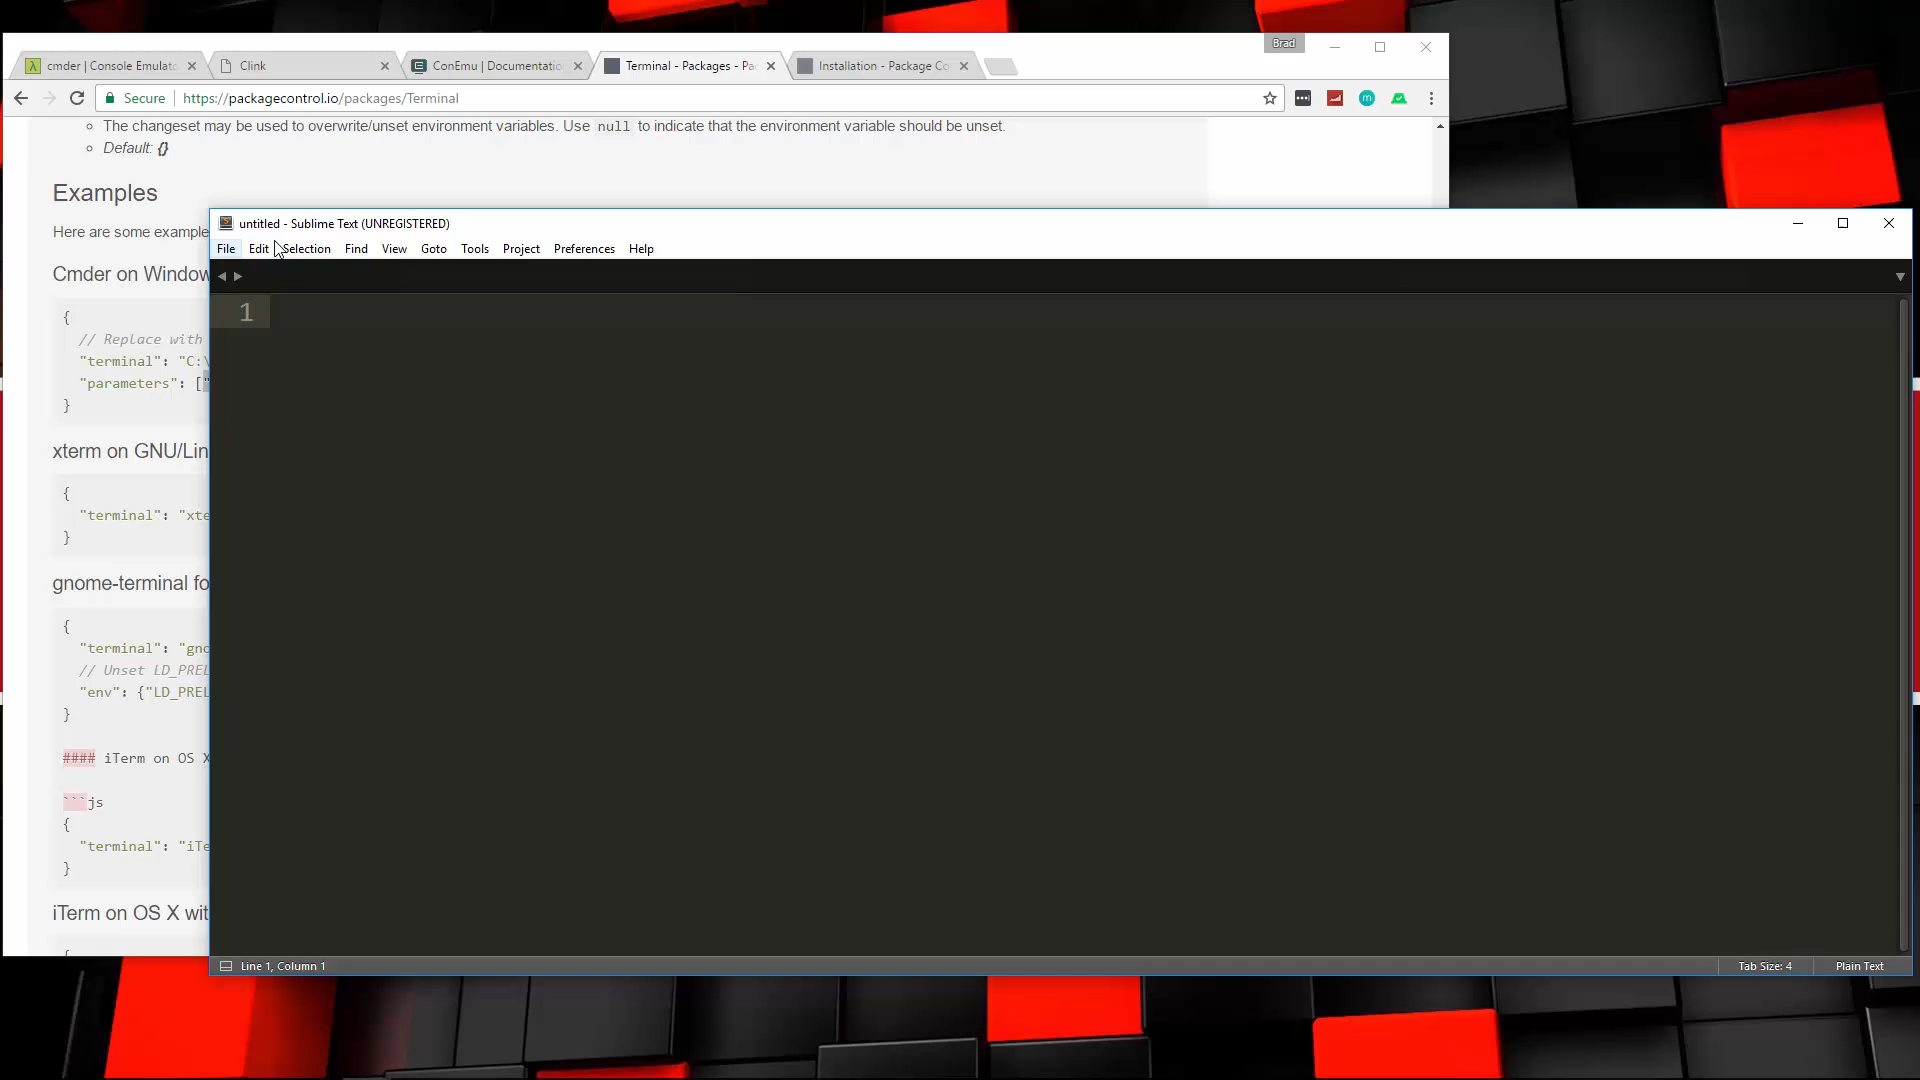 Brad
cmder | Console Emulato
Clink
ConEmu | Documentatio
Terminal - Packages - Pa
Installation - Package Co
Secure
https://packagecontrol.io/packages/Terminal
The changeset may be used to overwrite/unset environment variables. Use null to indicate that the environment variable should be unset.
Default: {}
Examples
Here are some example
Cmder on Window
{
// Replace with
"terminal": "C:\
"parameters": ["
}
xterm on GNU/Lin
{
"terminal": "xte
}
gnome-terminal fo
{
"terminal": "gno
// Unset LD_PREL
"env": {"LD_PREL
}
#### iTerm on OS X
```js
{
"terminal": "iTe
}
iTerm on OS X wit
{
untitled - Sublime Text (UNREGISTERED)
File Edit Selection Find View Goto Tools Project Preferences Help
1
Line 1, Column 1
Tab Size: 4
Plain Text